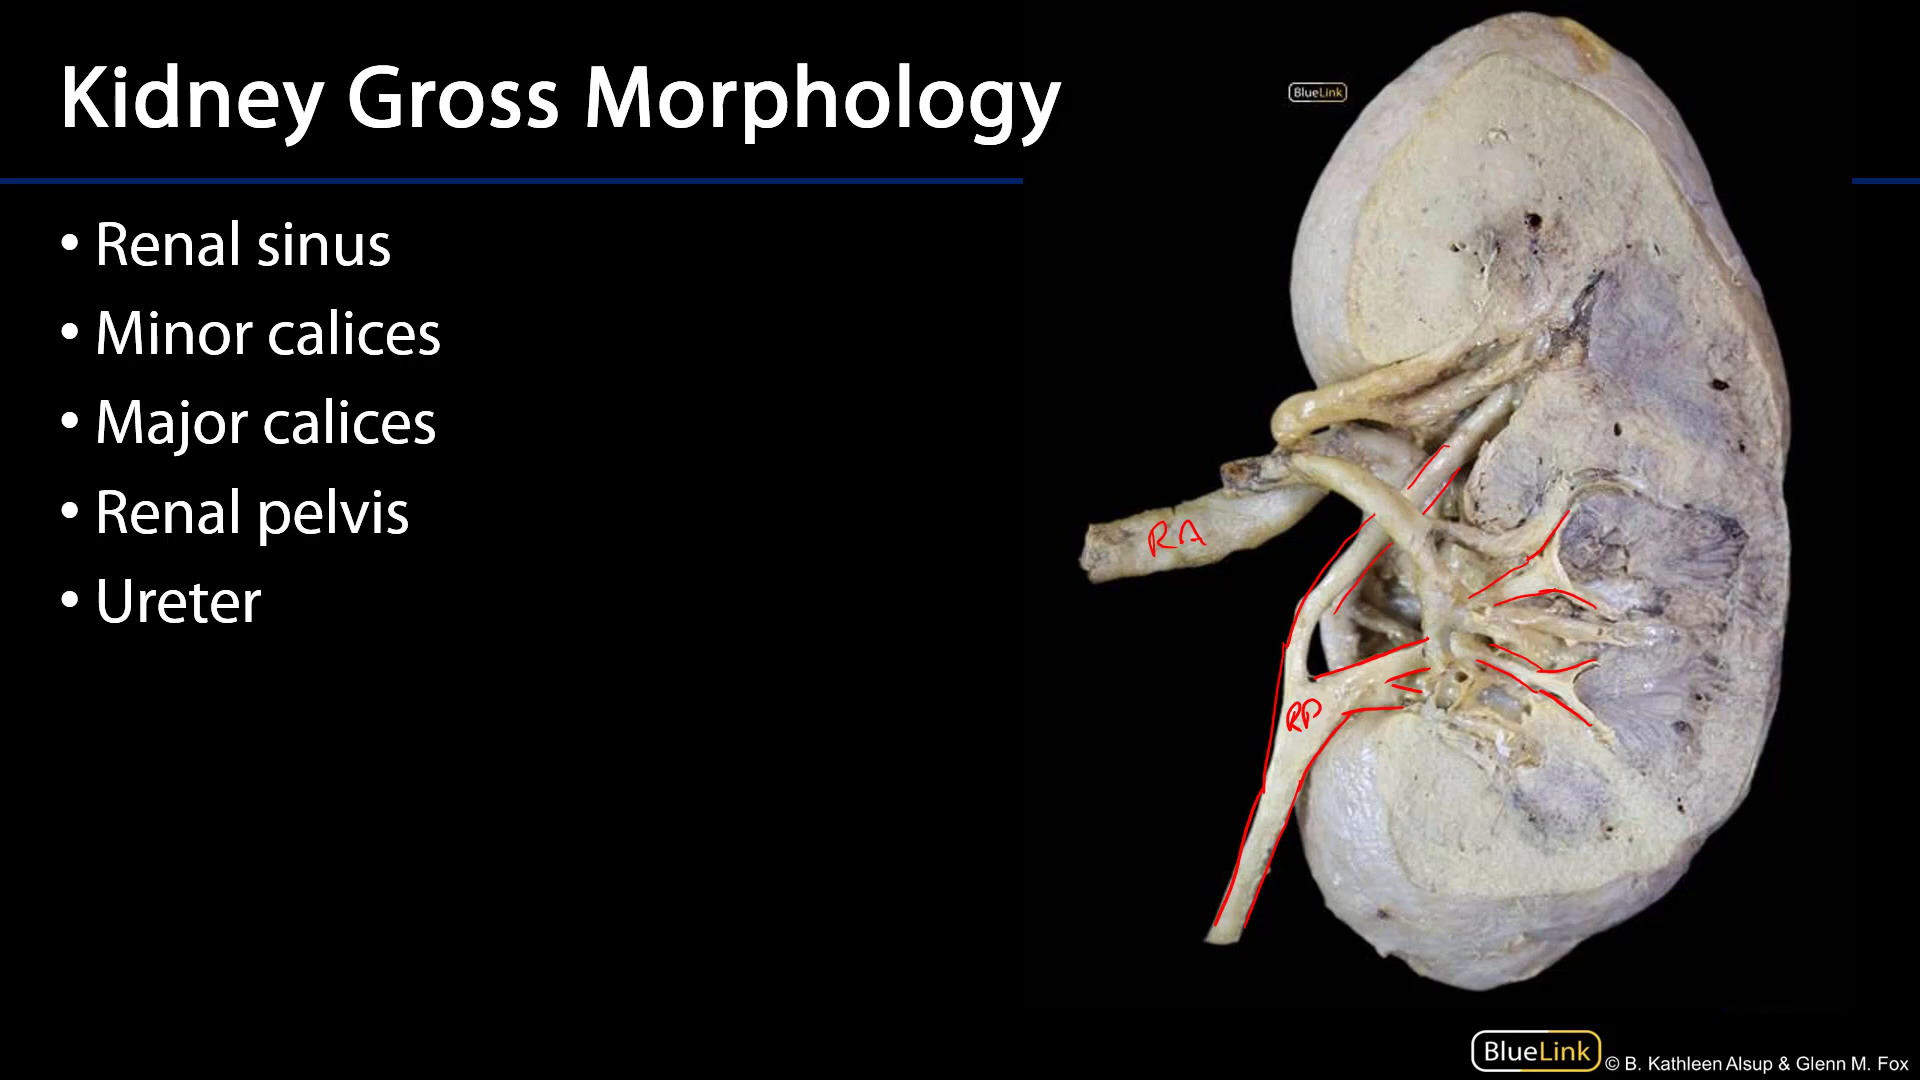 Kidney Gross Morphology
BlueLink
• Renal sinus
• Minor calices
• Major calices
• Renal pelvis
• Ureter
RA
RP
BlueLink © B. Kathleen Alsup & Glenn M. Fox